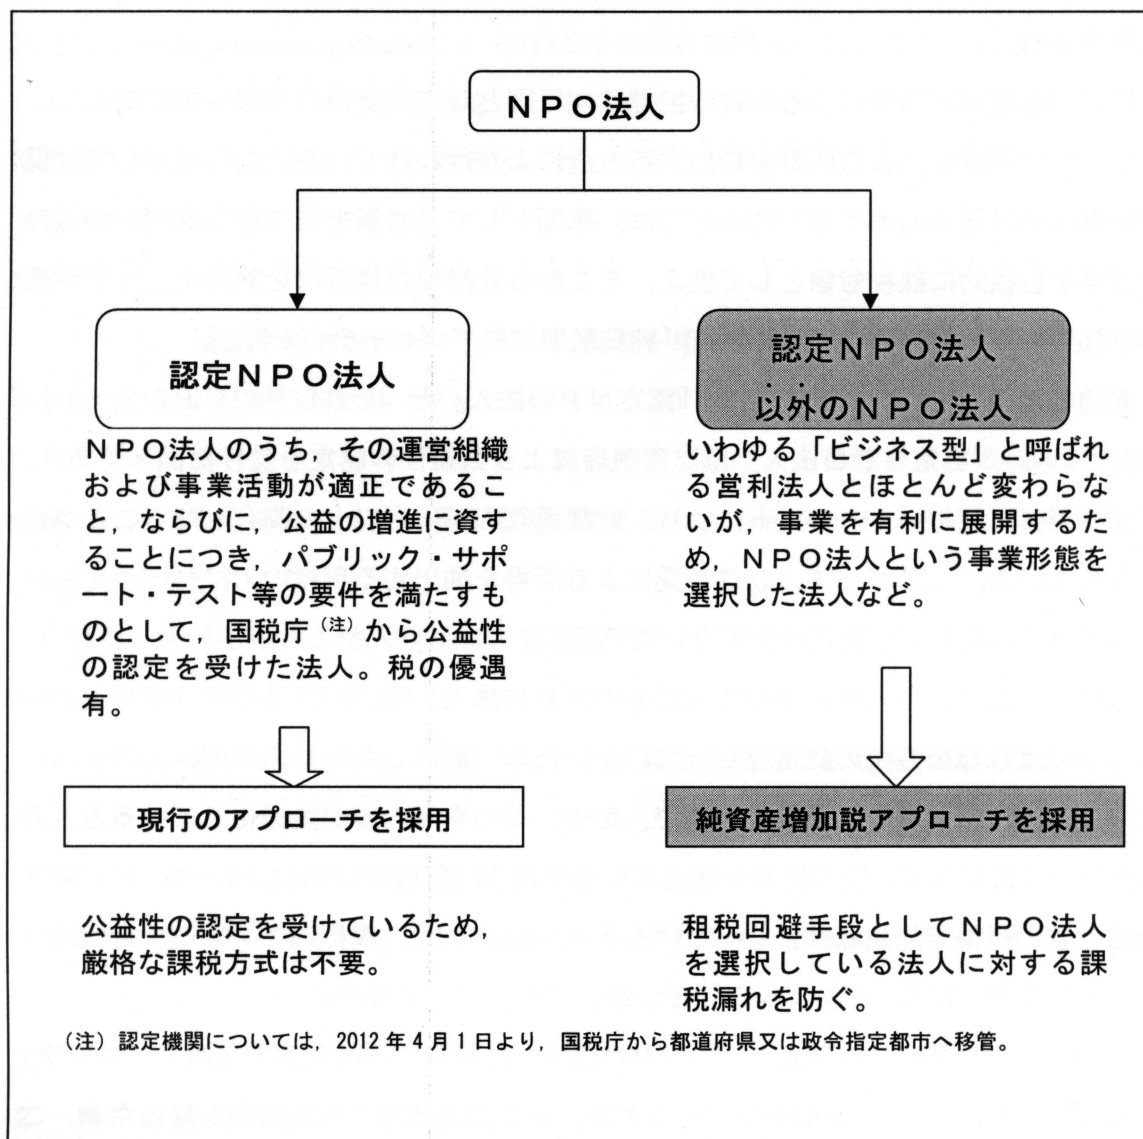 NPO法人
認定NPO法人
NPO法人のうち，その運営組織
および事業活動が適正であるこ
と，ならびに，公益の増進に資す
ることにつき，パブリック・サポ
ート・テスト等の要件を満たすも
のとして，国税庁（注）から公益性
の認定を受けた法人。税の優遇
有。
現行のアプローチを採用
公益性の認定を受けているため，
厳格な課税方式は不要。
認定NPO法人
以外のNPO法人
いわゆる「ビジネス型」と呼ばれ
る営利法人とほとんど変わらな
いが，事業を有利に展開するた
め，NPO法人という事業形態を
選択した法人など。
純資産増加説アプローチを採用
租税回避手段としてNPO法人
を選択している法人に対する課
税漏れを防ぐ。
（注）認定機関については，2012年4月1日より，国税庁から都道府県又は政令指定都市へ移管。